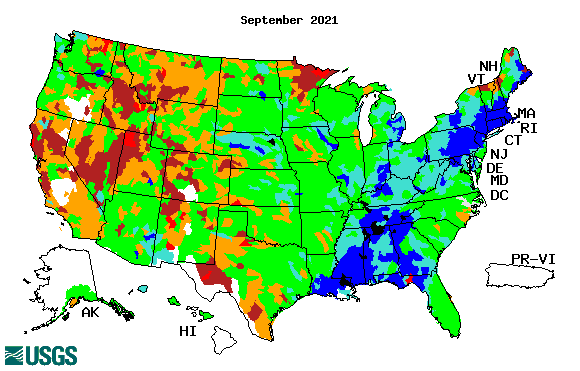 September 2021
NH
VT
MA
RI
CT
NJ
DE
MD
DC
PR-VI
AK
HI
USGS